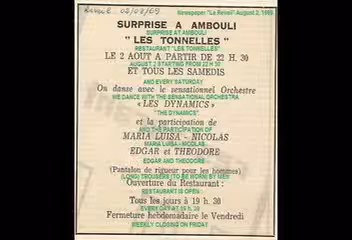 Reveil 02/08/69
Newspaper "Le Reveil" August 2, 1969
SURPRISE A AMBOULI
SURPRISE AT AMBOULI
" LES TONNELLES "
RESTAURANT "LES TONNELLES"
LE 2 AOUT A PARTIR DE 22 H. 30
AUGUST 2 STARTING FROM 22 H 30
ET TOUS LES SAMEDIS
AND EVERY SATURDAY
On danse avec le sensationnel Orchestre
WE DANCE WITH THE SENSATIONAL ORCHESTRA
« LES DYNAMICS »
"THE DYNAMICS"
et la participation de
AND THE PARTICIPATION OF
MARIA LUISA - NICOLAS
MARIA LUISA - NICOLAS
EDGAR et THEODORE
EDGAR AND THEODORE
(Pantalon de rigueur pour les hommes)
(LONG) TROUSERS (TO BE WORN BY MEN)
Ouverture du Restaurant :
RESTAURANT IS OPEN :
Tous les jours à 19 h. 30
EVERY DAY AT 19 h. 30
Fermeture hebdomadaire le Vendredi
WEEKLY CLOSING ON FRIDAY